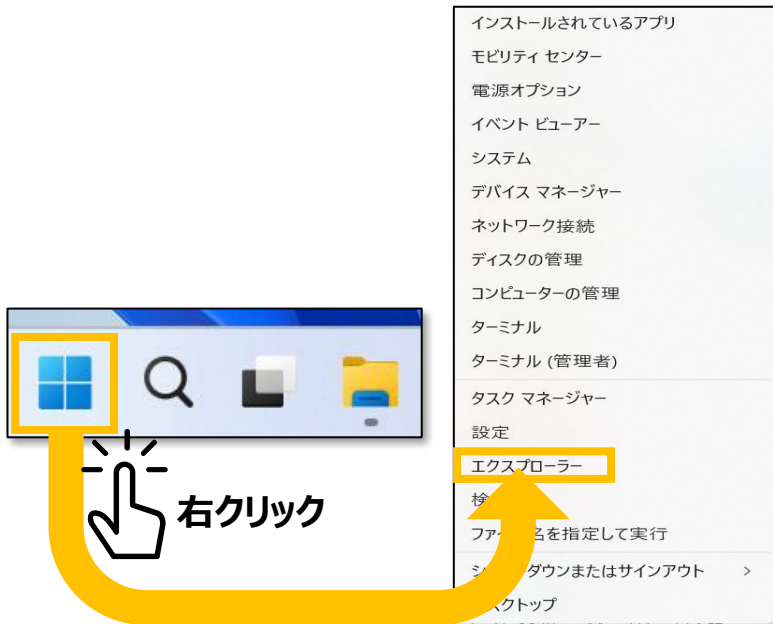 インストールされているアプリ
モビリティ センター
電源オプション
イベント ビューアー
システム
デバイス マネージャー
ネットワーク接続
ディスクの管理
コンピューターの管理
ターミナル
ターミナル (管理者)
タスク マネージャー
設定
エクスプローラー
検
右クリック
ファイ 名を指定して実行
シ ダウンまたはサインアウト >
スクトップ